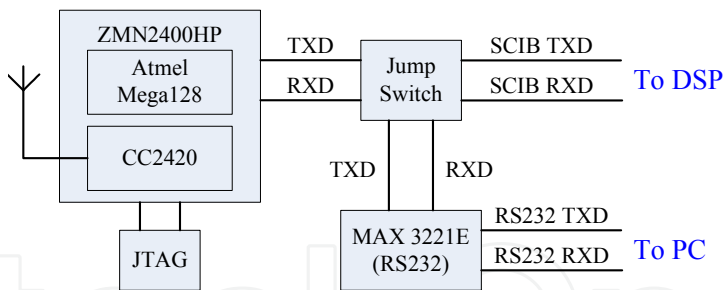 ZMN2400HP
Atmel
Mega128
CC2420
JTAG
TXD
RXD
Jump
Switch
SCIB TXD
SCIB RXD
To DSP
TXD
RXD
MAX 3221E
(RS232)
RS232 TXD
RS232 RXD
To PC